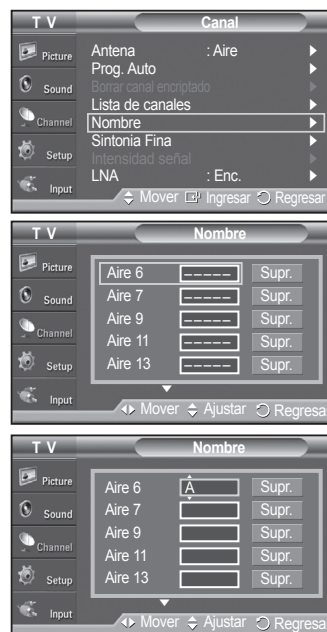 T V Canal
Picture
Sound
Channel
Setup
Input
Antena : Aire
Prog. Auto
Borrar canal encriptado
Lista de canales
Nombre
Sintonia Fina
Intensidad señal
LNA : Enc.
Mover Ingresar Regresar
T V Nombre
Picture
Sound
Channel
Setup
Input
Aire 6 ----- Supr.
Aire 7 ----- Supr.
Aire 9 ----- Supr.
Aire 11 ----- Supr.
Aire 13 ----- Supr.
Mover Ajustar Regresa
T V Nombre
Picture
Sound
Channel
Setup
Input
Aire 6 A Supr.
Aire 7 Supr.
Aire 9 Supr.
Aire 11 Supr.
Aire 13 Supr.
Mover Ajustar Regresa